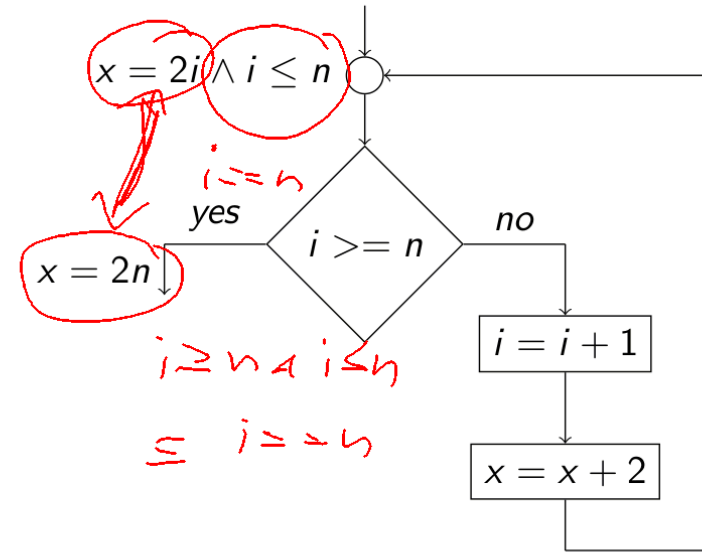 x = 2i ∧ i ≤ n
i == n
yes
no
i >= n
x = 2n
i = i + 1
i ≥ n ∧ i ≤ n
≡ i == n
x = x + 2